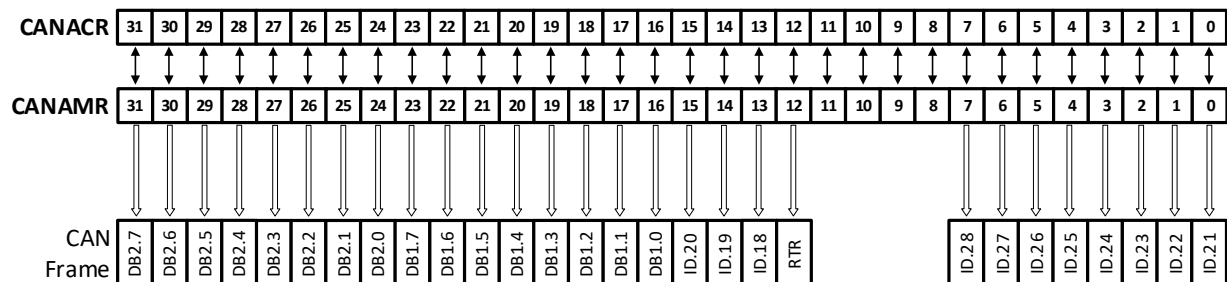 CANACR 31 30 29 28 27 26 25 24 23 22 21 20 19 18 17 16 15 14 13 12 11 10 9 8 7 6 5 4 3 2 1 0
CANAMR 31 30 29 28 27 26 25 24 23 22 21 20 19 18 17 16 15 14 13 12 11 10 9 8 7 6 5 4 3 2 1 0
CAN
Frame
DB2.7 DB2.6 DB2.5 DB2.4 DB2.3 DB2.2 DB2.1 DB2.0 DB1.7 DB1.6 DB1.5 DB1.4 DB1.3 DB1.2 DB1.1 DB1.0 ID.20 ID.19 ID.18 RTR ID.28 ID.27 ID.26 ID.25 ID.24 ID.23 ID.22 ID.21